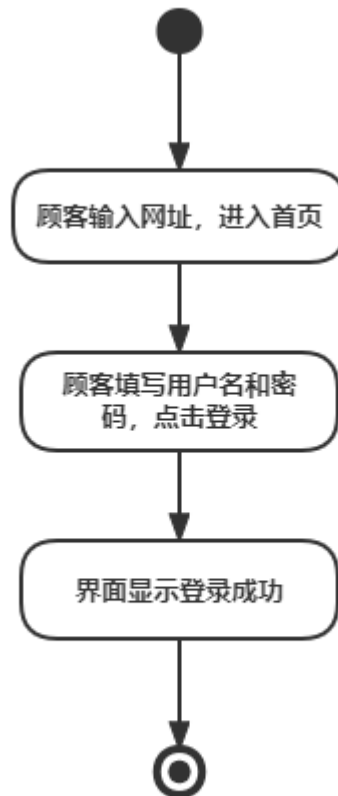 顾客输入网址，进入首页
顾客填写用户名和密
码，点击登录
界面显示登录成功